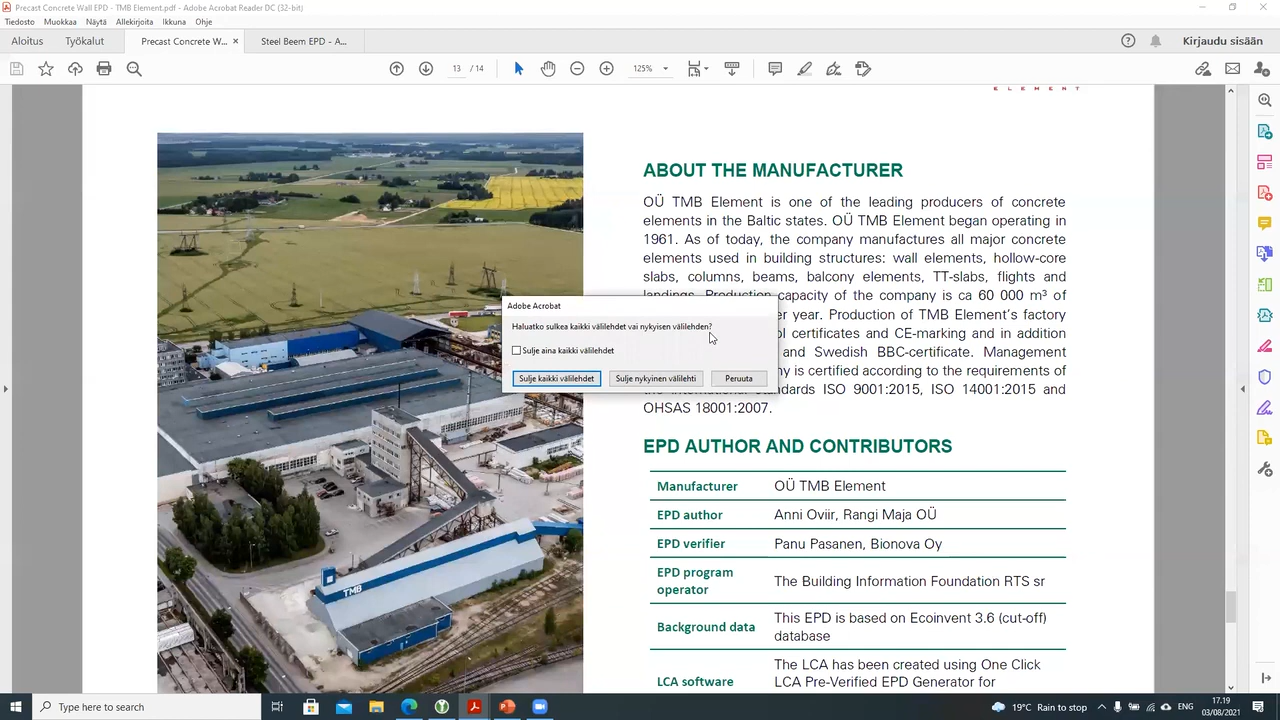 Precast Concrete Wall EPD - TMB Element.pdf - Adobe Acrobat Reader DC (32-bit)
Tiedosto Muokkaa Näytä Allekirjoita Ikkuna Ohje
Aloitus Työkalut Precast Concrete W... × Steel Beem EPD - A... Kirjaudu sisään
13 / 14 125%
ELEMENT
ABOUT THE MANUFACTURER
OÜ TMB Element is one of the leading producers of concrete
elements in the Baltic states. OÜ TMB Element began operating in
1961. As of today, the company manufactures all major concrete
elements used in building structures: wall elements, hollow-core
slabs, columns, beams, balcony elements, TT-slabs, flights and
landings. Production capacity of the company is ca 60 000 m³ of
er year. Production of TMB Element's factory
ol certificates and CE-marking and in addition
and Swedish BBC-certificate. Management
ny is certified according to the requirements of
the international standards ISO 9001:2015, ISO 14001:2015 and
OHSAS 18001:2007.
Adobe Acrobat
Haluatko sulkea kaikki välilehdet vai nykyisen välilehden?
Sulje aina kaikki välilehdet
Sulje kaikki välilehdet Sulje nykyinen välilehti Peruuta
EPD AUTHOR AND CONTRIBUTORS
Manufacturer OÜ TMB Element
EPD author Anni Oviir, Rangi Maja OÜ
EPD verifier Panu Pasanen, Bionova Oy
EPD program
operator The Building Information Foundation RTS sr
Background data This EPD is based on Ecoinvent 3.6 (cut-off)
database
LCA software The LCA has been created using One Click
LCA Pre-Verified EPD Generator for
TMB
Type here to search
19°C Rain to stop ENG 17.19
03/08/2021